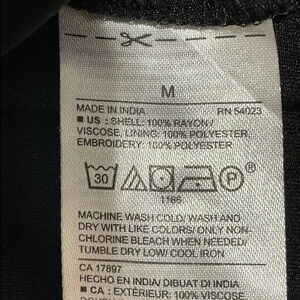 M
MADE IN INDIA RN 54023
■ US : SHELL: 100% RAYON/
VISCOSE, LINING: 100% POLYESTER,
EMBROIDERY: 100% POLYESTER
30 P
1166
MACHINE WASH COLD/ WASH AND
DRY WITH LIKE COLORS/ ONLY NON-
CHLORINE BLEACH WHEN NEEDED/
TUMBLE DRY LOW/ COOL IRON
CA 17897
HECHO EN INDIA/ DIBUAT DI INDIA
■ CA : EXTÉRIEUR: 100% VISCOSE,